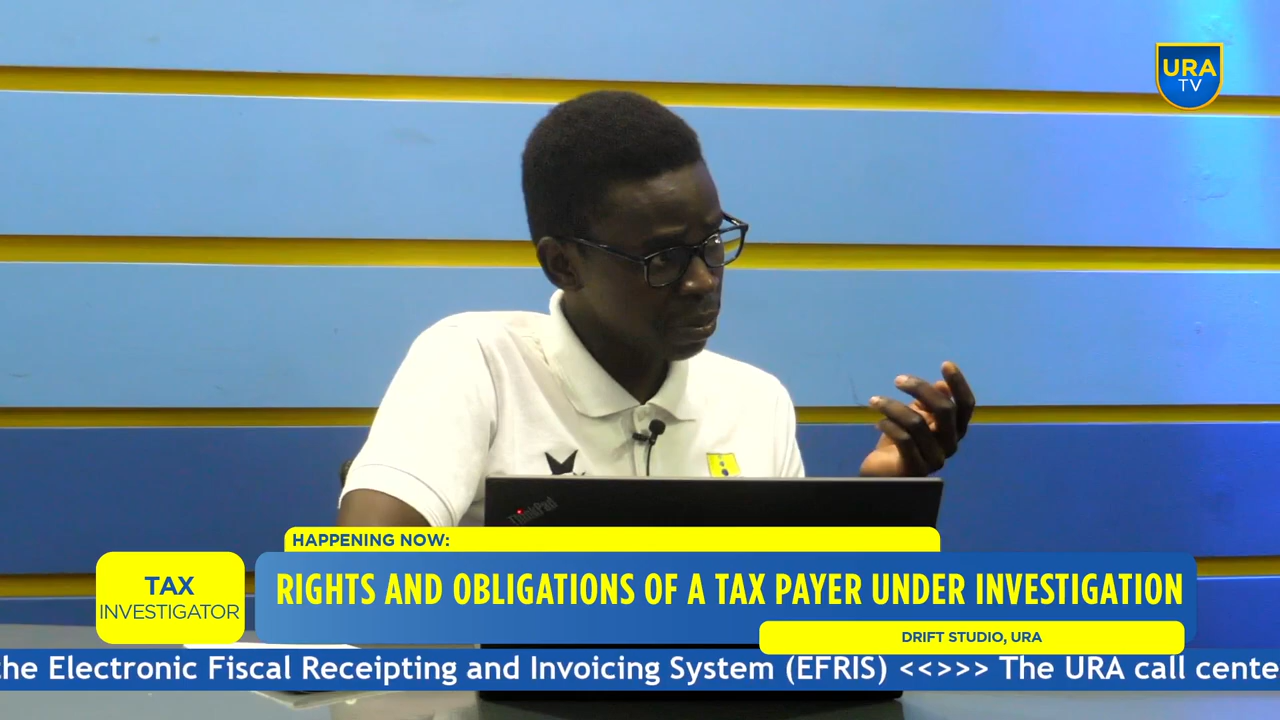 URA
TV
ThinkPad
HAPPENING NOW:
TAX
INVESTIGATOR
RIGHTS AND OBLIGATIONS OF A TAX PAYER UNDER INVESTIGATION
DRIFT STUDIO, URA
the Electronic Fiscal Receipting and Invoicing System (EFRIS) <<>>> The URA call cente